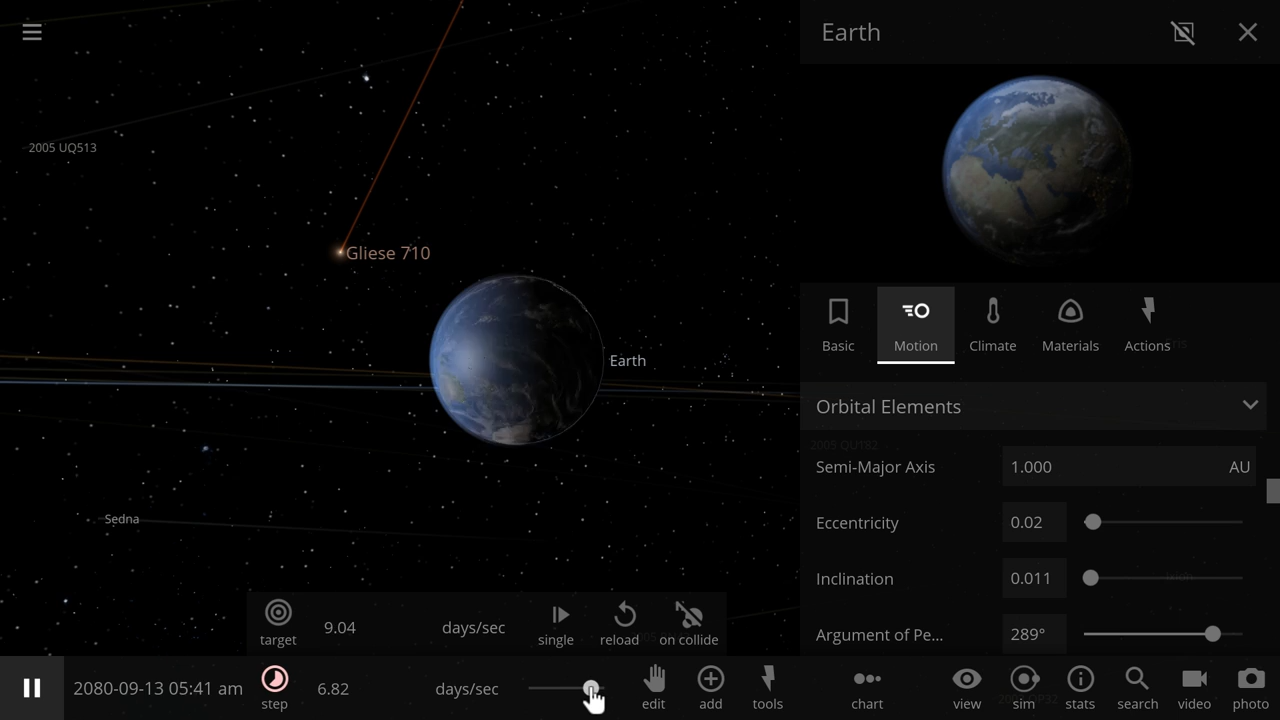 Earth
2005 UQ513
Gliese 710
Earth
Basic
Motion
Climate
Materials
Actions
Orbital Elements
2005 QU182
Semi-Major Axis 1.000 AU
Eccentricity 0.02
Sedna
Inclination 0.011
Argument of Pe... 289°
target 9.04 days/sec single reload on collide
2080-09-13 05:41 am step 6.82 days/sec edit add tools chart view sim stats search video photo